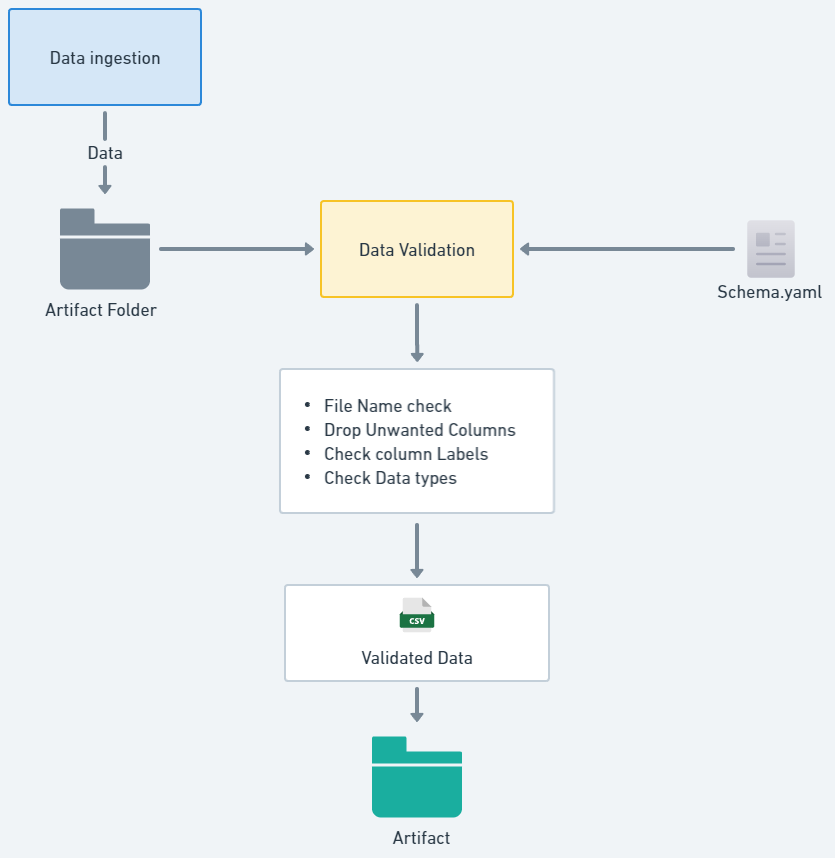 Data ingestion
Data
Artifact Folder
Data Validation
Schema.yaml
• File Name check
• Drop Unwanted Columns
• Check column Labels
• Check Data types
csv
Validated Data
Artifact